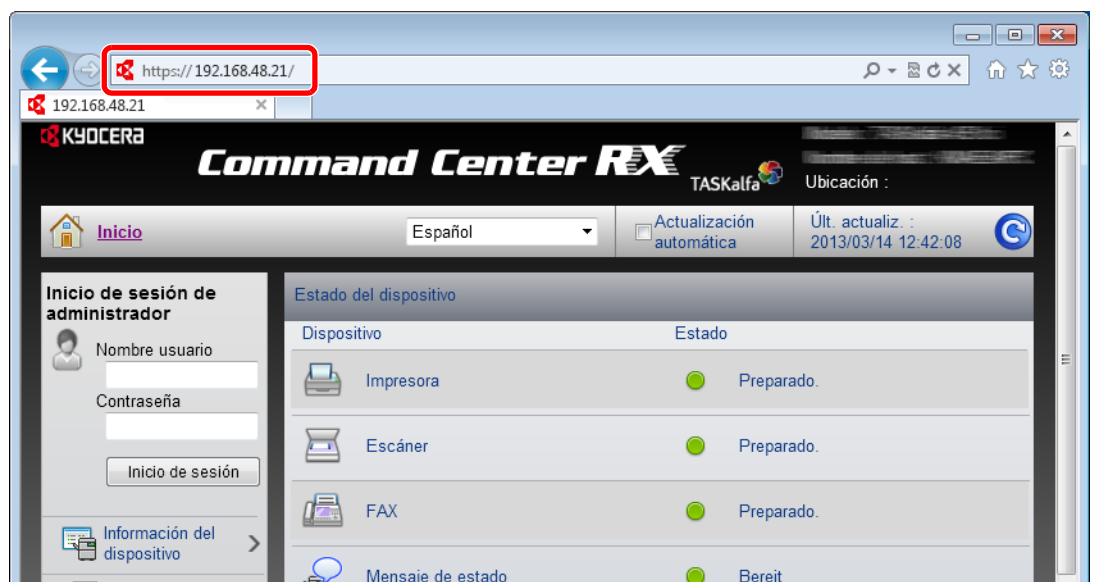 https://192.168.48.21/
192.168.48.21
KYOCERA
Command Center RX
TASKalfa
Ubicación :
Inicio
Español
Actualización
automática
Últ. actualiz. :
2013/03/14 12:42:08
Inicio de sesión de
administrador
Nombre usuario
Contraseña
Inicio de sesión
Información del
dispositivo
Estado del dispositivo
Dispositivo Estado
Impresora Preparado.
Escáner Preparado.
FAX Preparado.
Mensaje de estado Bereit